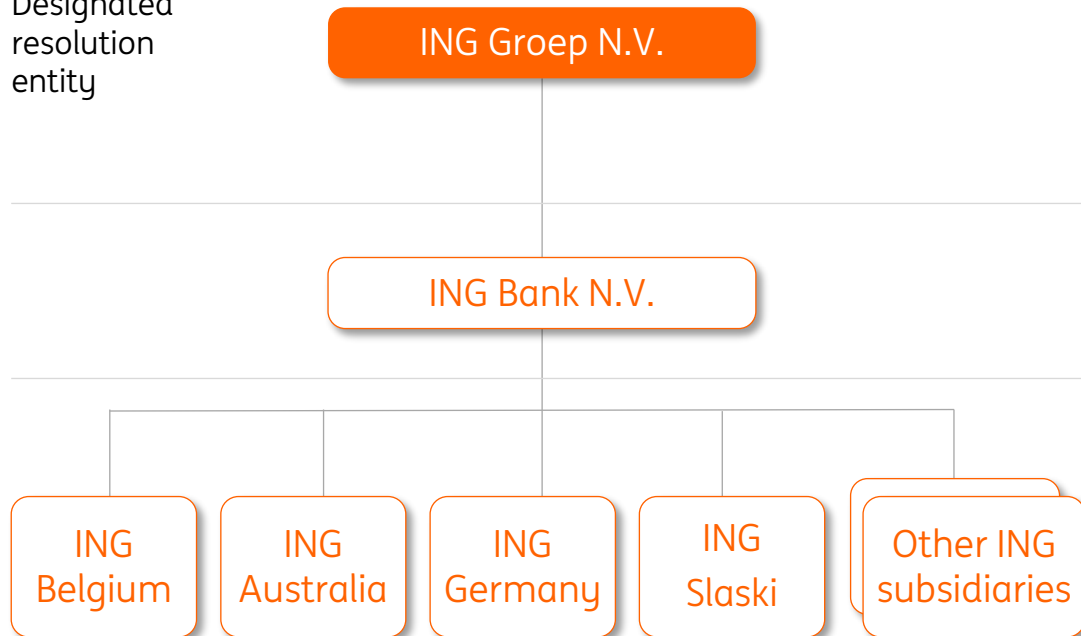 Designated
resolution
entity
ING Groep N.V.
ING Bank N.V.
ING
Belgium
ING
Australia
ING
Germany
ING
Slaski
Other ING
subsidiaries